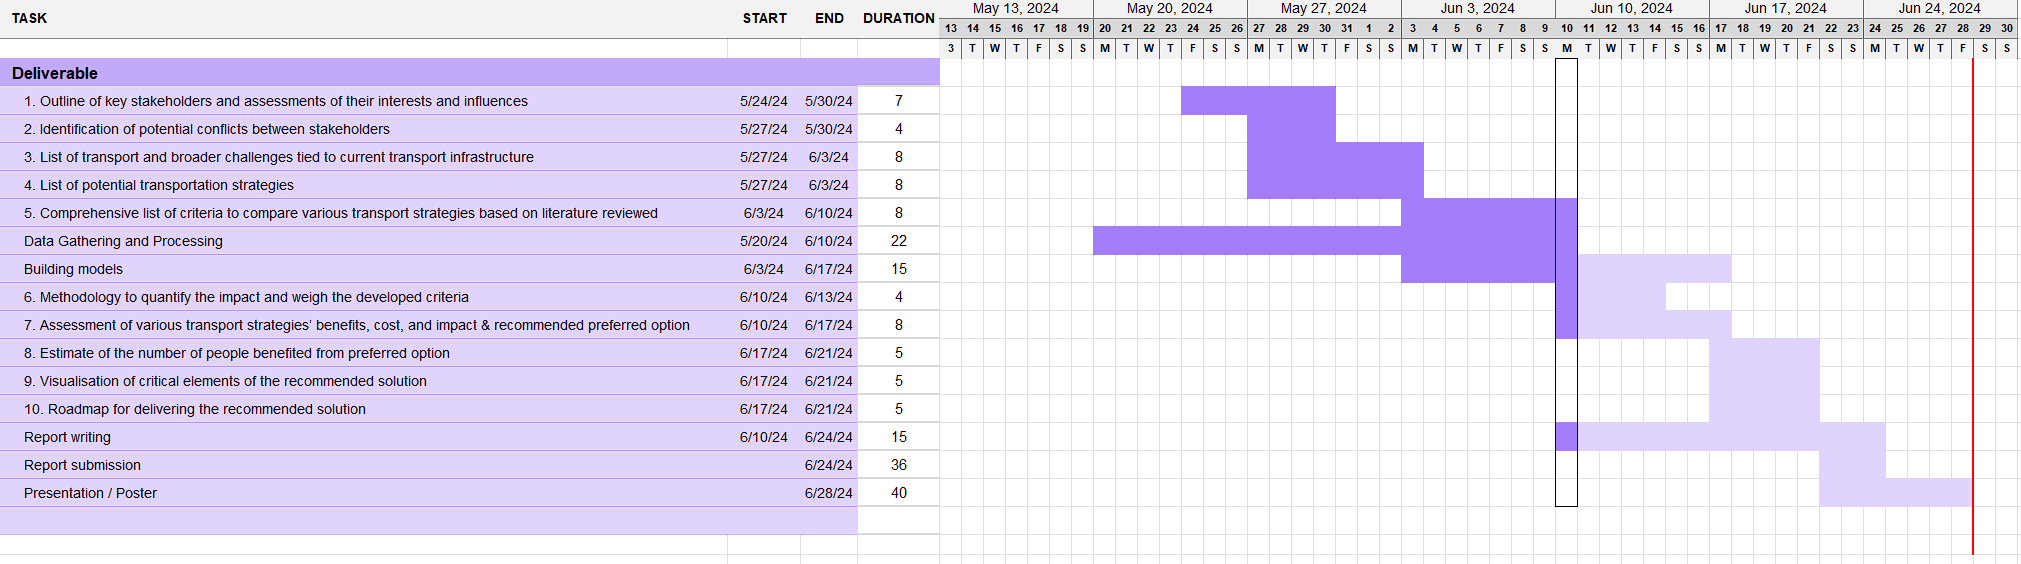 TASK START END DURATION May 13, 2024 May 20, 2024 May 27, 2024 Jun 3, 2024 Jun 10, 2024 Jun 17, 2024 Jun 24, 2024
13 14 15 16 17 18 19 20 21 22 23 24 25 26 27 28 29 30 31 1 2 3 4 5 6 7 8 9 10 11 12 13 14 15 16 17 18 19 20 21 22 23 24 25 26 27 28 29 30
3 T W T F S S M T W T F S S M T W T F S S M T W T F S S M T W T F S S M T W T F S S M T W T F S S
Deliverable
1. Outline of key stakeholders and assessments of their interests and influences 5/24/24 5/30/24 7
2. Identification of potential conflicts between stakeholders 5/27/24 5/30/24 4
3. List of transport and broader challenges tied to current transport infrastructure 5/27/24 6/3/24 8
4. List of potential transportation strategies 5/27/24 6/3/24 8
5. Comprehensive list of criteria to compare various transport strategies based on literature reviewed 6/3/24 6/10/24 8
Data Gathering and Processing 5/20/24 6/10/24 22
Building models 6/3/24 6/17/24 15
6. Methodology to quantify the impact and weigh the developed criteria 6/10/24 6/13/24 4
7. Assessment of various transport strategies' benefits, cost, and impact & recommended preferred option 6/10/24 6/17/24 8
8. Estimate of the number of people benefited from preferred option 6/17/24 6/21/24 5
9. Visualisation of critical elements of the recommended solution 6/17/24 6/21/24 5
10. Roadmap for delivering the recommended solution 6/17/24 6/21/24 5
Report writing 6/10/24 6/24/24 15
Report submission 6/24/24 36
Presentation / Poster 6/28/24 40